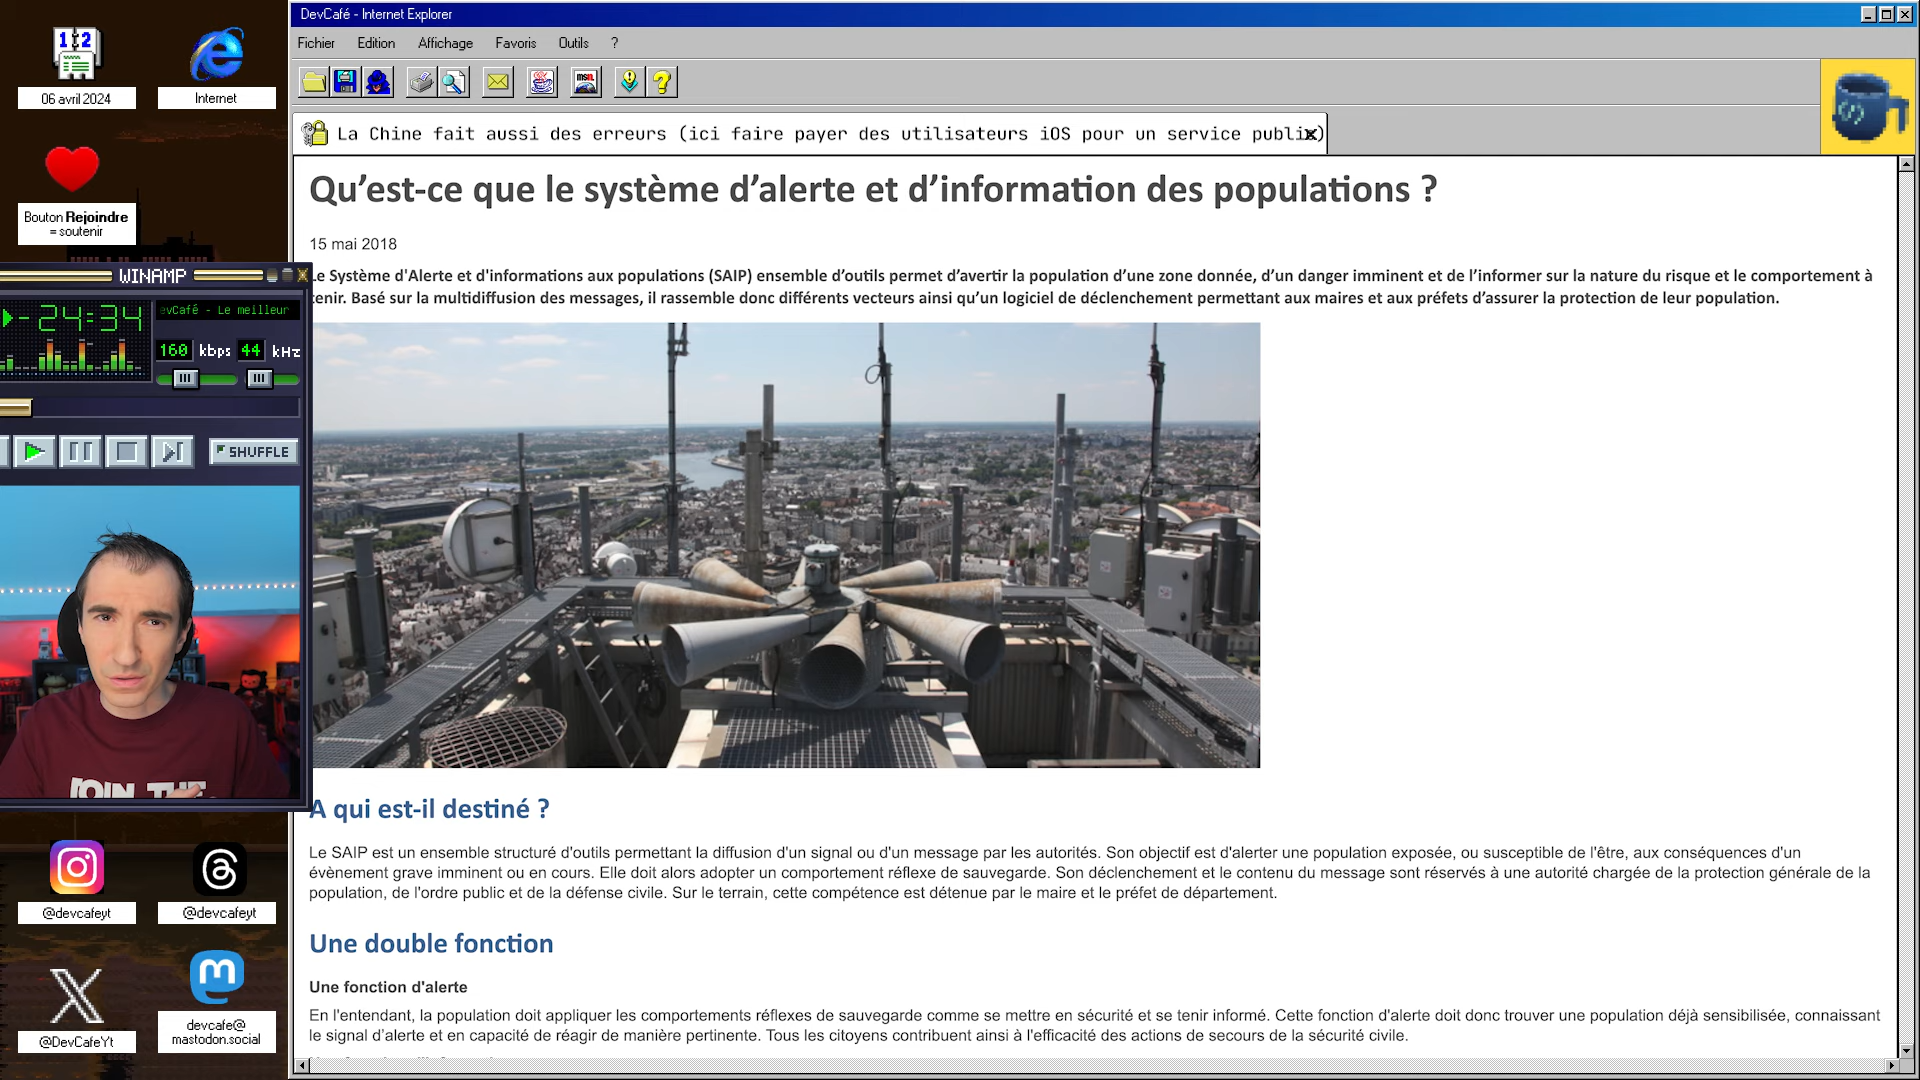 DevCafé - Internet Explorer
Fichier Edition Affichage Favoris Outils ?
La Chine fait aussi des erreurs (ici faire payer des utilisateurs iOS pour un service public)
06 avril 2024
Internet
Bouton Rejoindre
= soutenir
WINAMP
-24:34
evCafé - Le meilleur
160 kbps 44 kHz
SHUFFLE
JOIN THE
@devcafeyt
@devcafeyt
@DevCafeYt
devcafe@
mastodon.social
msn
Qu’est-ce que le système d’alerte et d’information des populations ?
15 mai 2018
Le Système d'Alerte et d'informations aux populations (SAIP) ensemble d’outils permet d’avertir la population d’une zone donnée, d’un danger imminent et de l’informer sur la nature du risque et le comportement à
tenir. Basé sur la multidiffusion des messages, il rassemble donc différents vecteurs ainsi qu’un logiciel de déclenchement permettant aux maires et aux préfets d’assurer la protection de leur population.
A qui est-il destiné ?
Le SAIP est un ensemble structuré d'outils permettant la diffusion d'un signal ou d'un message par les autorités. Son objectif est d'alerter une population exposée, ou susceptible de l'être, aux conséquences d'un
évènement grave imminent ou en cours. Elle doit alors adopter un comportement réflexe de sauvegarde. Son déclenchement et le contenu du message sont réservés à une autorité chargée de la protection générale de la
population, de l'ordre public et de la défense civile. Sur le terrain, cette compétence est détenue par le maire et le préfet de département.
Une double fonction
Une fonction d'alerte
En l'entendant, la population doit appliquer les comportements réflexes de sauvegarde comme se mettre en sécurité et se tenir informé. Cette fonction d'alerte doit donc trouver une population déjà sensibilisée, connaissant
le signal d’alerte et en capacité de réagir de manière pertinente. Tous les citoyens contribuent ainsi à l'efficacité des actions de secours de la sécurité civile.